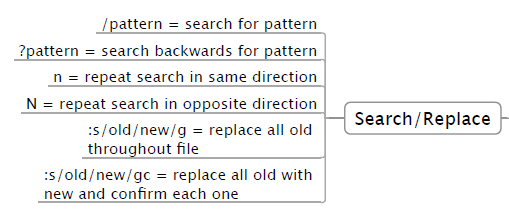 /pattern = search for pattern
?pattern = search backwards for pattern
n = repeat search in same direction
N = repeat search in opposite direction
:s/old/new/g = replace all old
throughout file
:s/old/new/gc = replace all old with
new and confirm each one
Search/Replace